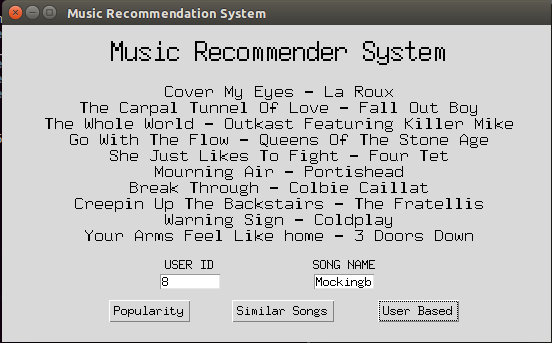 Music Recommendation System
Music Recommender System
Cover My Eyes - La Roux
The Carpal Tunnel Of Love - Fall Out Boy
The Whole World - Outkast Featuring Killer Mike
Go With The Flow - Queens Of The Stone Age
She Just Likes To Fight - Four Tet
Mourning Air - Portishead
Break Through - Colbie Caillat
Creepin Up The Backstairs - The Fratellis
Warning Sign - Coldplay
Your Arms Feel Like home - 3 Doors Down
USER ID SONG NAME
8 Mockingb
Popularity Similar Songs User Based